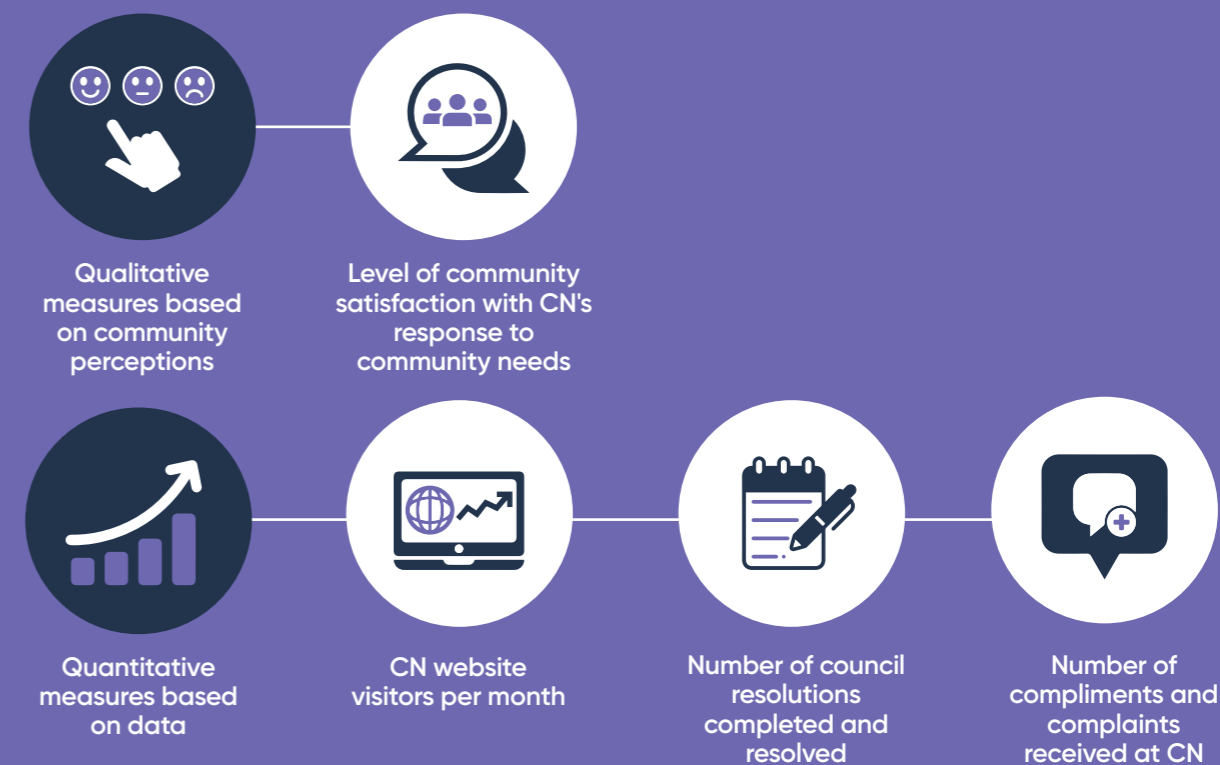 Qualitative
measures based
on community
perceptions
Level of community
satisfaction with CN's
response to
community needs
Quantitative
measures based
on data
CN website
visitors per month
Number of council
resolutions
completed and
resolved
Number of
compliments and
complaints
received at CN